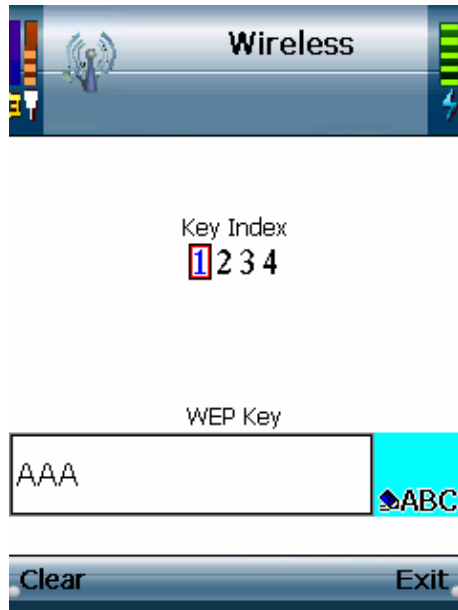 Wireless
Key Index
1 2 3 4
WEP Key
AAA
ABC
Clear Exit